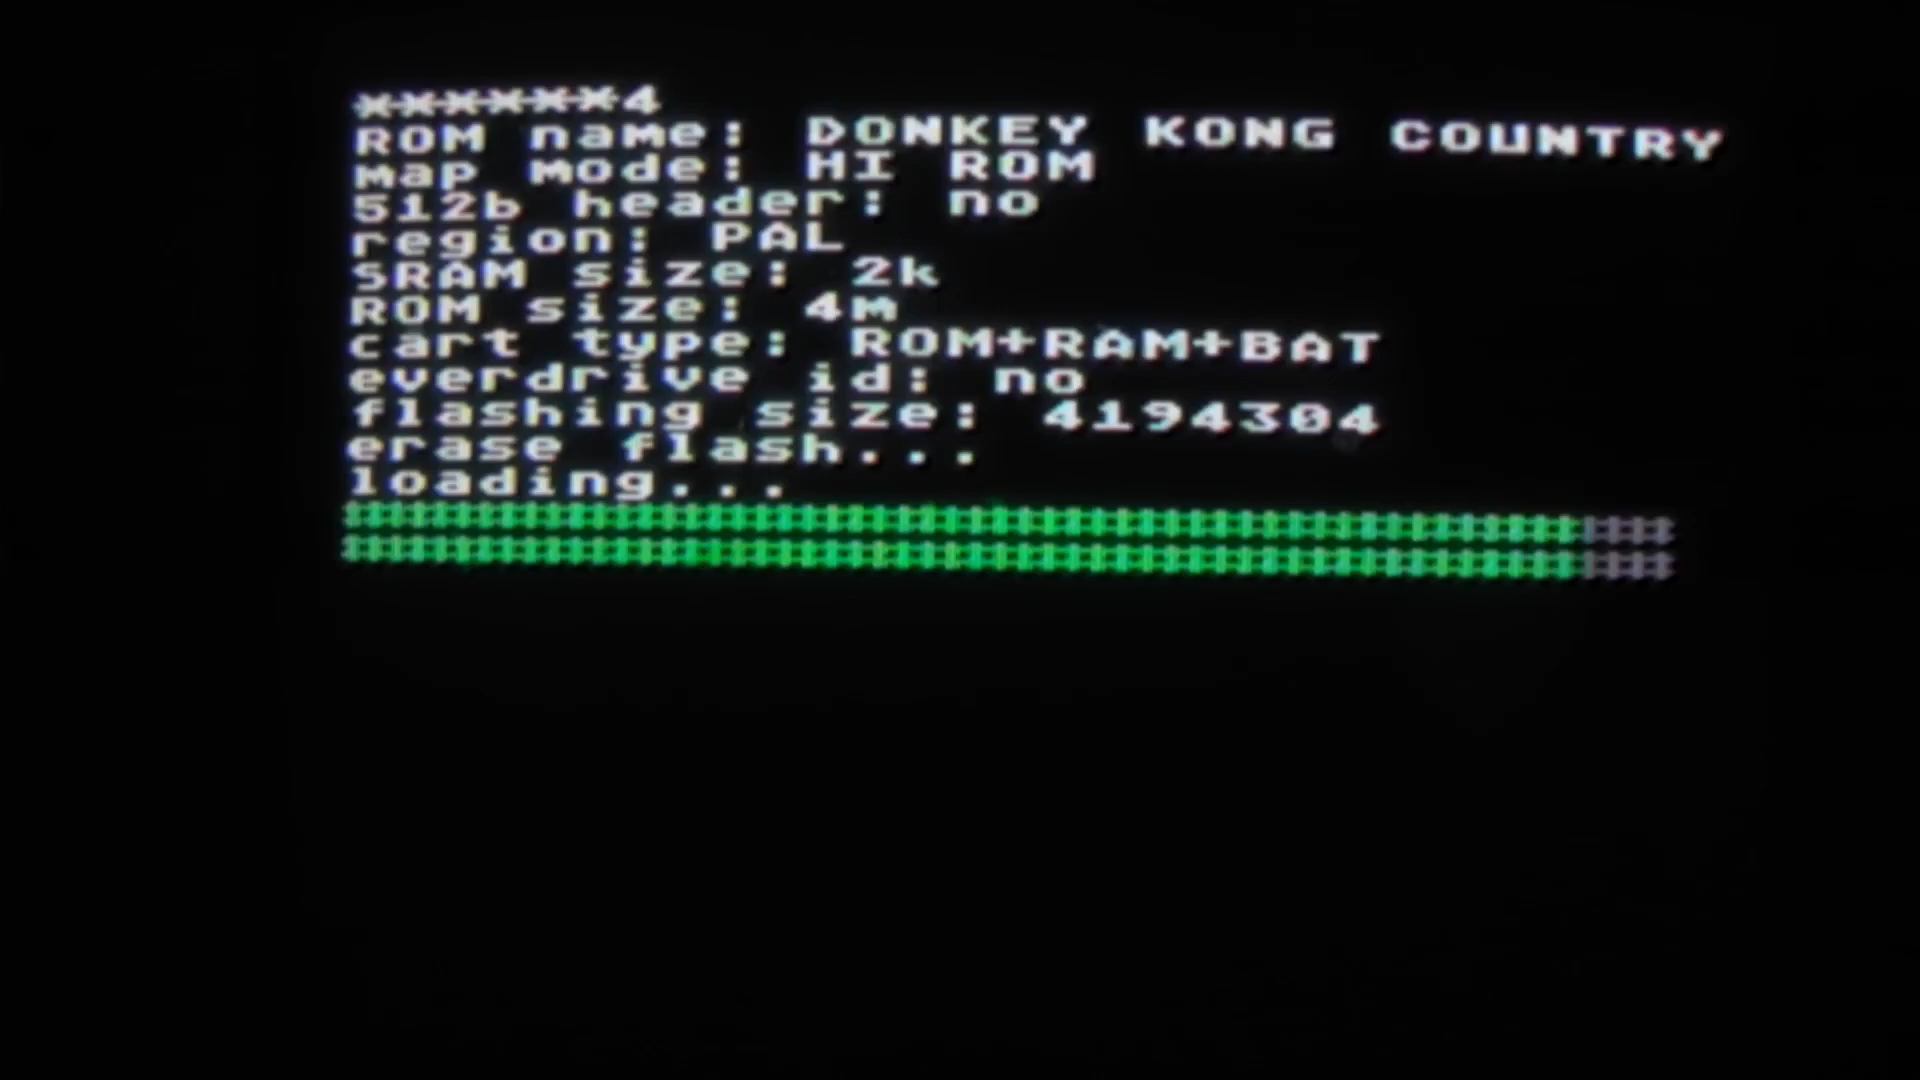 ××××××4
ROM name: DONKEY KONG COUNTRY
map mode: HI ROM
512b header: no
region: PAL
SRAM size: 2k
ROM size: 4m
cart type: ROM+RAM+BAT
everdrive id: no
flashing size: 4194304
erase flash...
loading...